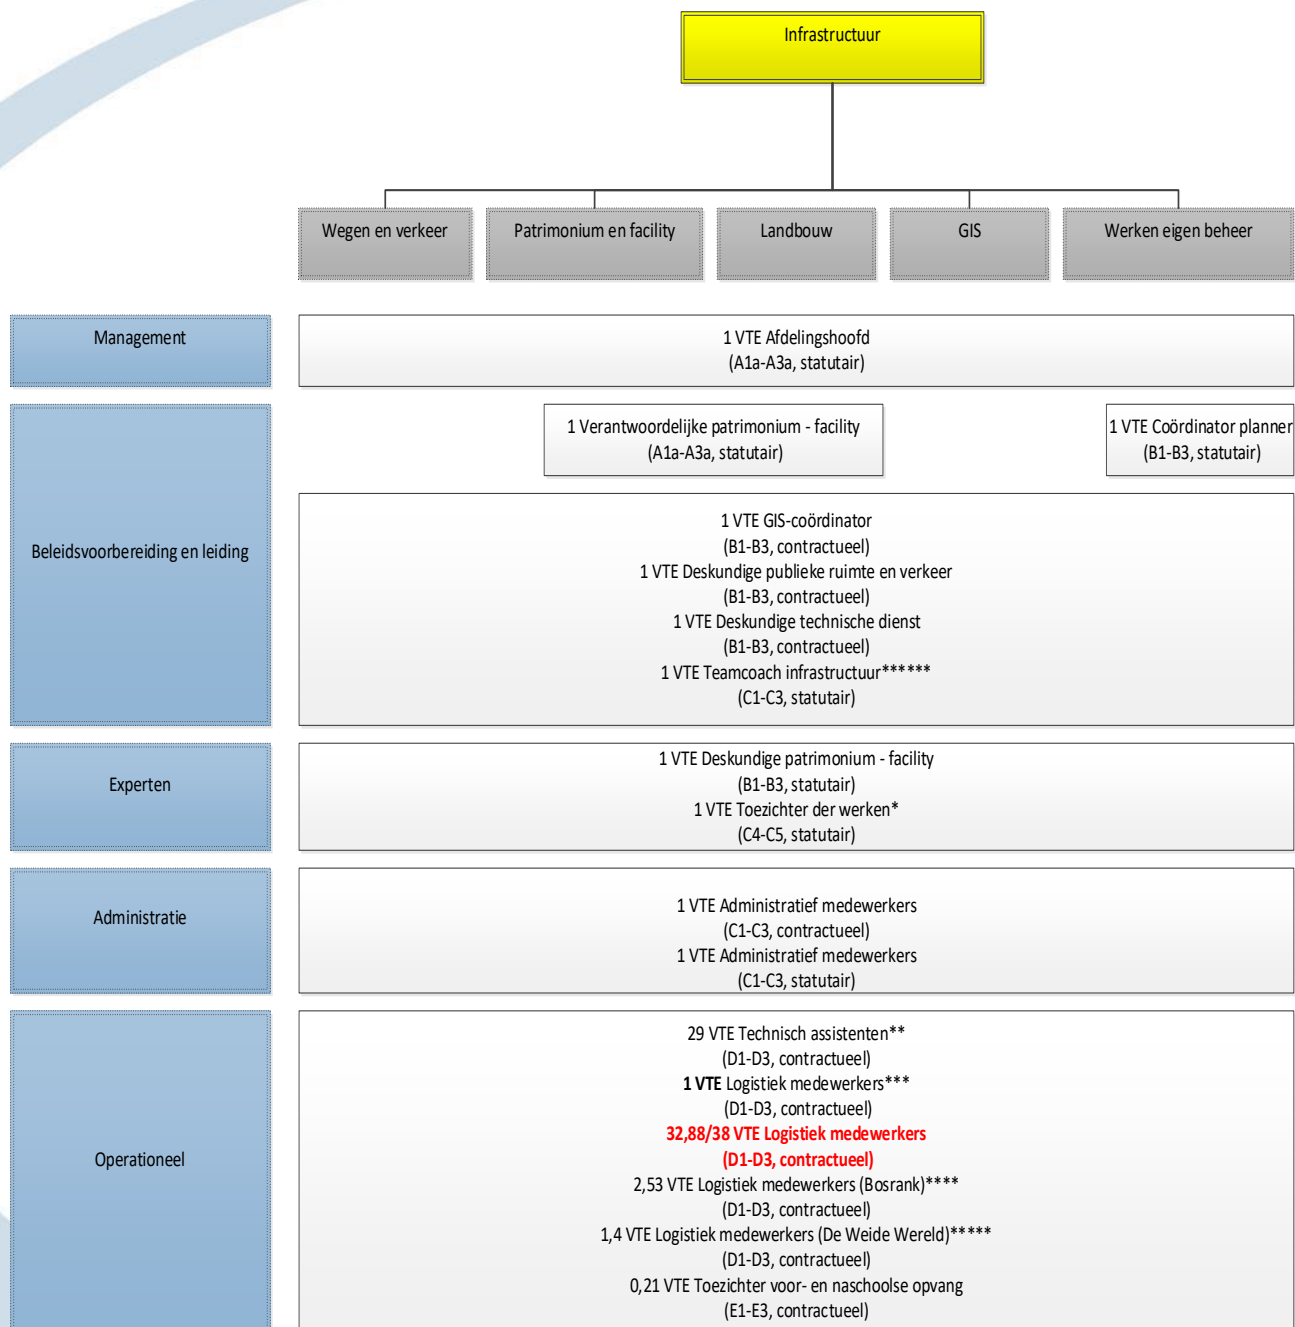 Infrastructuur
Wegen en verkeer
Patrimonium en facility
Landbouw
GIS
Werken eigen beheer
Management
1 VTE Afdelingshoofd
(A1a-A3a, statutair)
Beleidsvoorbereiding en leiding
1 Verantwoordelijke patrimonium - facility
(A1a-A3a, statutair)
1 VTE Coördinator planner
(B1-B3, statutair)
1 VTE GIS-coördinator
(B1-B3, contractueel)
1 VTE Deskundige publieke ruimte en verkeer
(B1-B3, contractueel)
1 VTE Deskundige technische dienst
(B1-B3, contractueel)
1 VTE Teamcoach infrastructuur******
(C1-C3, statutair)
Experten
1 VTE Deskundige patrimonium - facility
(B1-B3, statutair)
1 VTE Toezichter der werken*
(C4-C5, statutair)
Administratie
1 VTE Administratief medewerkers
(C1-C3, contractueel)
1 VTE Administratief medewerkers
(C1-C3, statutair)
Operationeel
29 VTE Technisch assistenten**
(D1-D3, contractueel)
1 VTE Logistiek medewerkers***
(D1-D3, contractueel)
32,88/38 VTE Logistiek medewerkers
(D1-D3, contractueel)
2,53 VTE Logistiek medewerkers (Bosrank)****
(D1-D3, contractueel)
1,4 VTE Logistiek medewerkers (De Weide Wereld)*****
(D1-D3, contractueel)
0,21 VTE Toezichter voor- en naschoolse opvang
(E1-E3, contractueel)